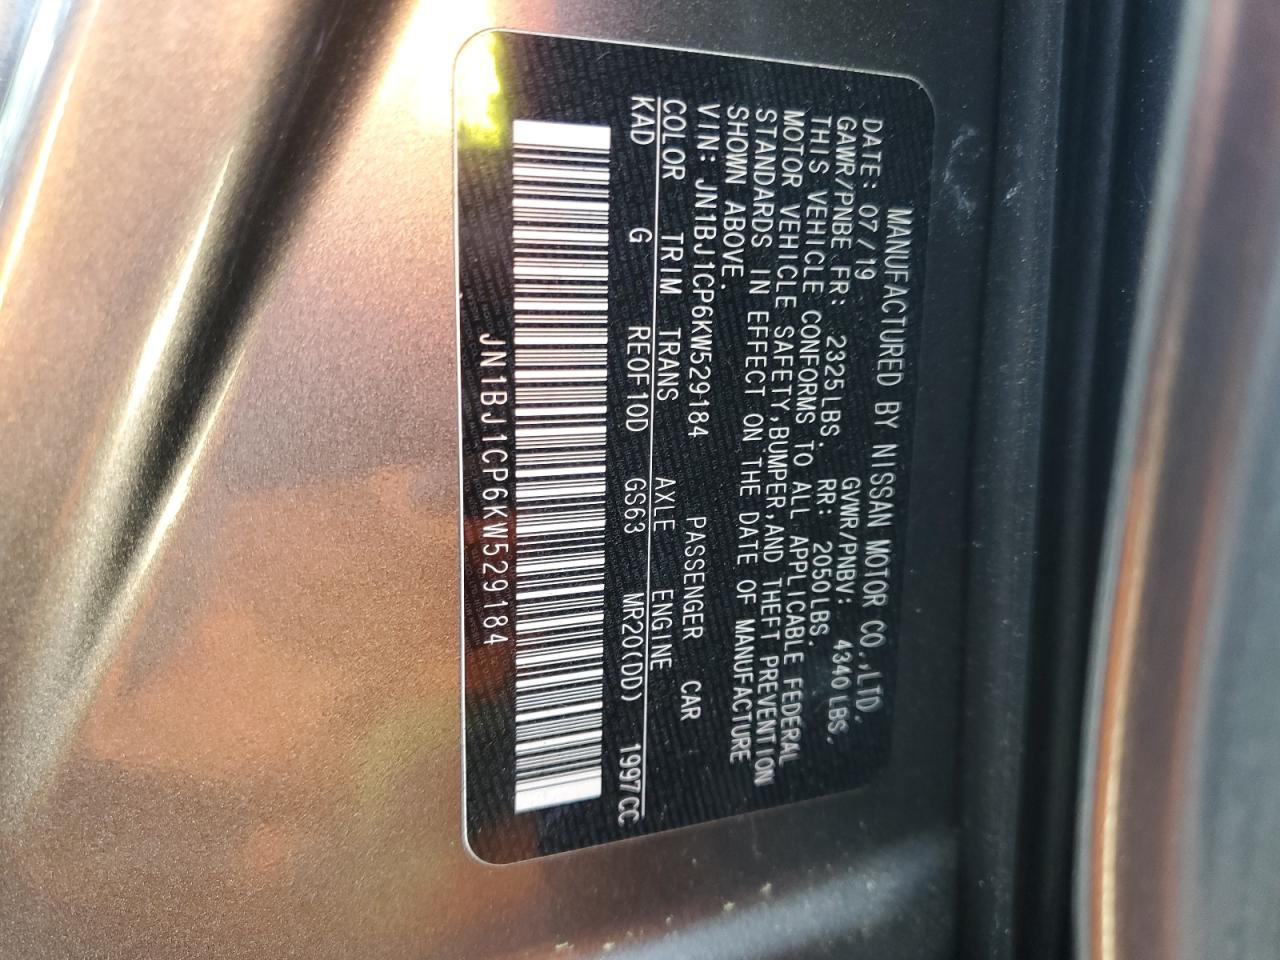 MANUFACTURED BY NISSAN MOTOR CO.,LTD.
DATE: 07/19 GVWR/PNBV: 4340LBS.
GAWR/PNBE FR: 2325LBS. RR: 2050LBS.
THIS VEHICLE CONFORMS TO ALL APPLICABLE FEDERAL
MOTOR VEHICLE SAFETY,BUMPER,AND THEFT PREVENTION
STANDARDS IN EFFECT ON THE DATE OF MANUFACTURE
SHOWN ABOVE.
VIN: JN1BJ1CP6KW529184 PASSENGER CAR
COLOR TRIM TRANS AXLE ENGINE
KAD G RE0F10D GS63 MR20(DD) 1997CC
JN1BJ1CP6KW529184